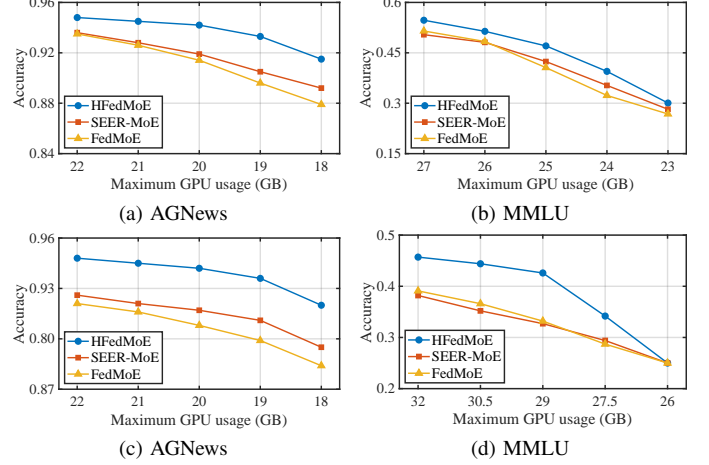 0.96
0.92
0.88
0.84
Accuracy
HFedMoE
SEER-MoE
FedMoE
22 21 20 19 18
Maximum GPU usage (GB)
(a) AGNews
0.6
0.45
0.3
0.15
Accuracy
HFedMoE
SEER-MoE
FedMoE
27 26 25 24 23
Maximum GPU usage (GB)
(b) MMLU
0.96
0.93
0.80
0.87
Accuracy
HFedMoE
SEER-MoE
FedMoE
22 21 20 19 18
Maximum GPU usage (GB)
(c) AGNews
0.5
0.4
0.3
0.2
Accuracy
HFedMoE
SEER-MoE
FedMoE
32 30.5 29 27.5 26
Maximum GPU usage (GB)
(d) MMLU